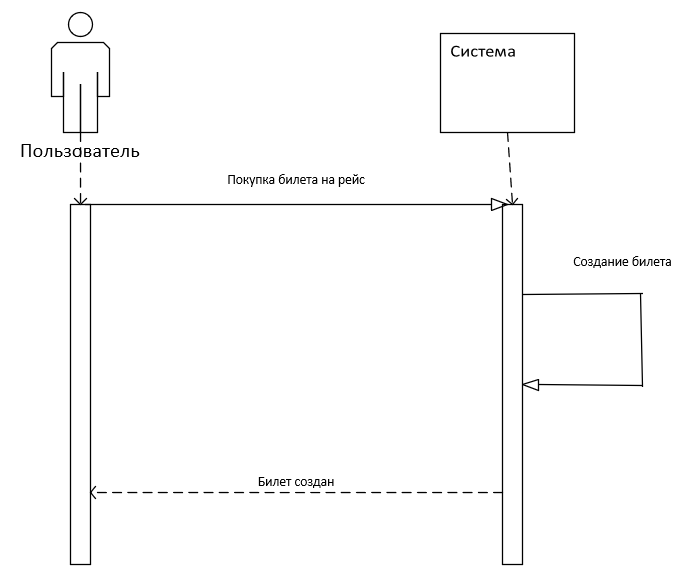 Система
Пользователь
Покупка билета на рейс
Создание билета
Билет создан